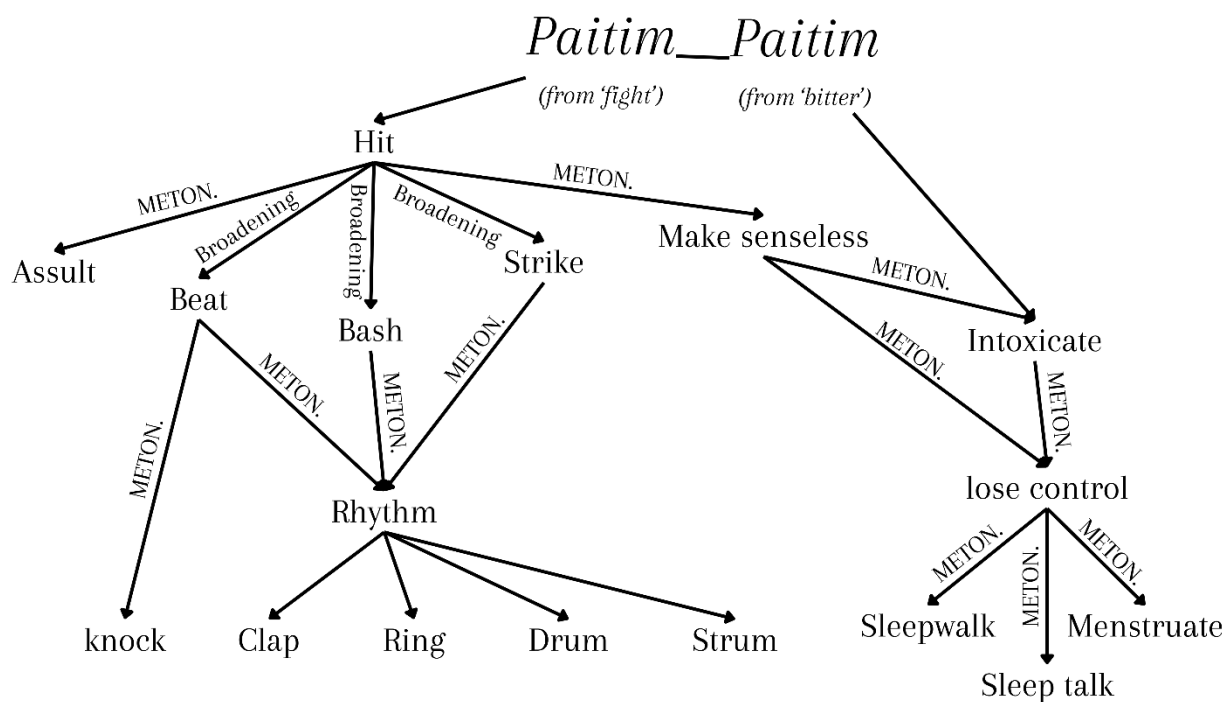 Paitim__Paitim
(from 'fight') (from 'bitter')
Hit
METON.
Broadening
Broadening
Broadening
METON.
Assult
Beat
Bash
Strike
Make senseless
METON.
METON.
METON.
METON.
METON.
METON.
Intoxicate
METON.
Rhythm
lose control
METON.
METON.
METON.
knock
Clap
Ring
Drum
Strum
Sleepwalk
Sleep talk
Menstruate